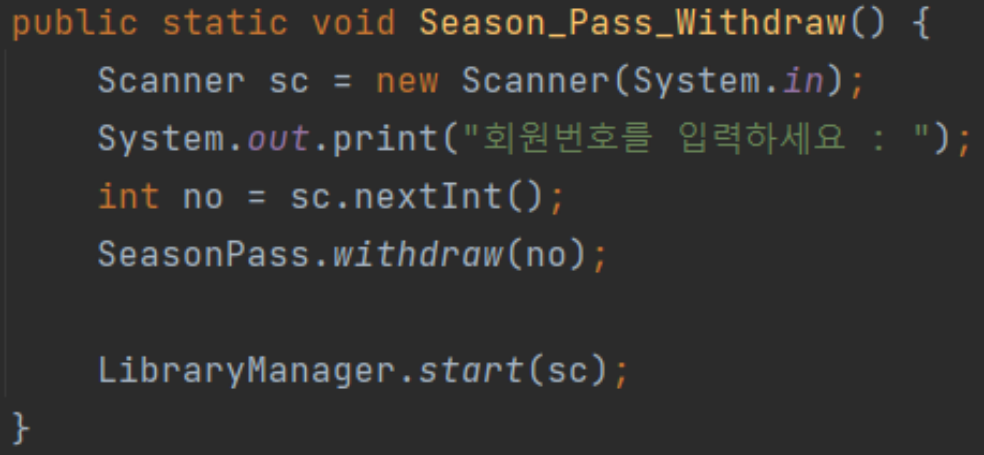 public static void Season_Pass_Withdraw() {
    Scanner sc = new Scanner(System.in);
    System.out.print("회원번호를 입력하세요 : ");
    int no = sc.nextInt();
    SeasonPass.withdraw(no);

    LibraryManager.start(sc);
}